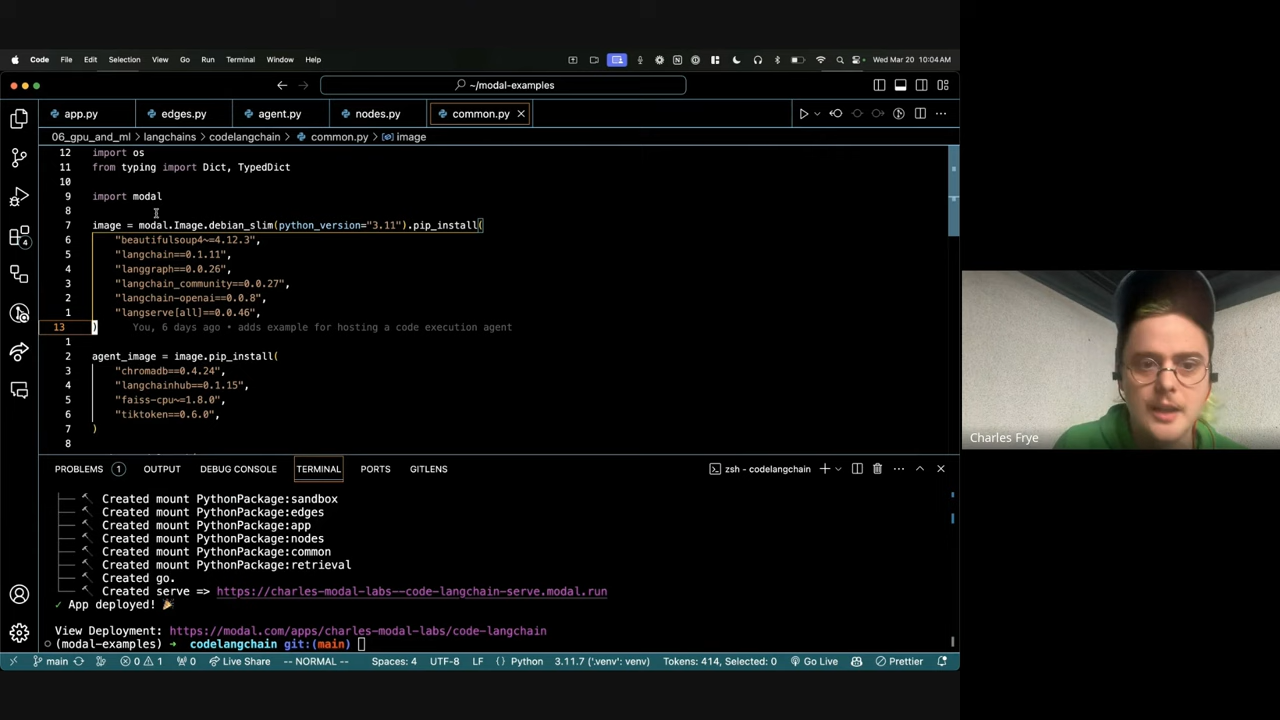 Code File Edit Selection View Go Run Terminal Window Help Wed Mar 20 10:04 AM
~/modal-examples
app.py edges.py agent.py nodes.py common.py
06_gpu_and_ml > langchains > codelangchain > common.py > image
12 import os
11 from typing import Dict, TypedDict
10
9 import modal
8
7 image = modal.Image.debian_slim(python_version="3.11").pip_install(
6 "beautifulsoup4~=4.12.3",
5 "langchain==0.1.11",
4 "langgraph==0.0.26",
3 "langchain_community==0.0.27",
2 "langchain-openai==0.0.8",
1 "langserve[all]==0.0.46",
13 ) You, 6 days ago • adds example for hosting a code execution agent
1
2 agent_image = image.pip_install(
3 "chromadb==0.4.24",
4 "langchainhub==0.1.15",
5 "faiss-cpu~=1.8.0",
6 "tiktoken==0.6.0",
7 )
8
4
Charles Frye
PROBLEMS 1 OUTPUT DEBUG CONSOLE TERMINAL PORTS GITLENS zsh - codelangchain
Created mount PythonPackage:sandbox
Created mount PythonPackage:edges
Created mount PythonPackage:app
Created mount PythonPackage:nodes
Created mount PythonPackage:common
Created mount PythonPackage:retrieval
Created go.
Created serve => https://charles-modal-labs--code-langchain-serve.modal.run
✓ App deployed! 🎉
View Deployment: https://modal.com/apps/charles-modal-labs/code-langchain
(modal-examples) → codelangchain git:(main)
main 0 1 0 Live Share -- NORMAL -- Spaces: 4 UTF-8 LF {} Python 3.11.7 ('.venv': venv) Tokens: 414, Selected: 0 Go Live Prettier